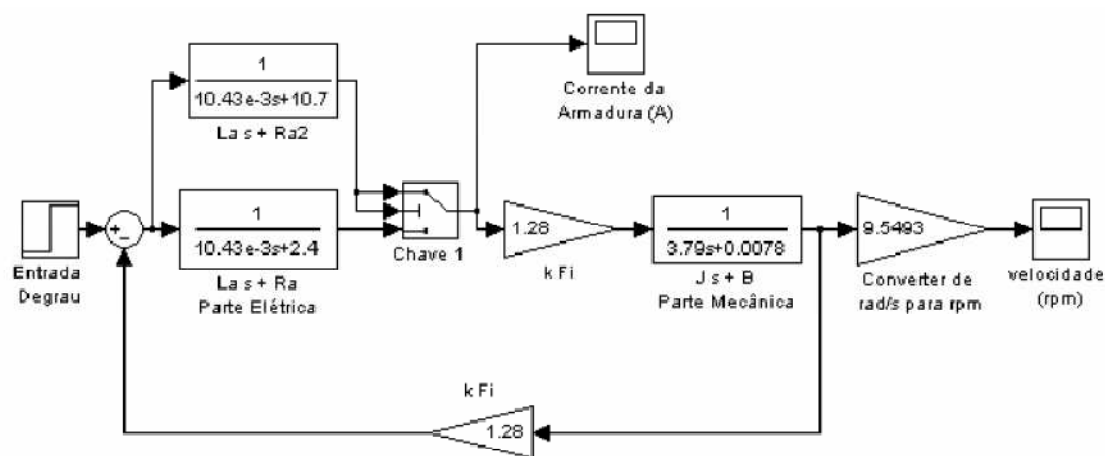 1
10.43e-3s+10.7
La s + Ra2
Corrente da
Armadura (A)
Entrada
Degrau
+
−
1
10.43e-3s+2.4
La s + Ra
Parte Elétrica
Chave 1
1.28
k Fi
1
3.79s+0.0078
J s + B
Parte Mecânica
9.5493
Converter de
rad/s para rpm
velocidade
(rpm)
k Fi
1.28